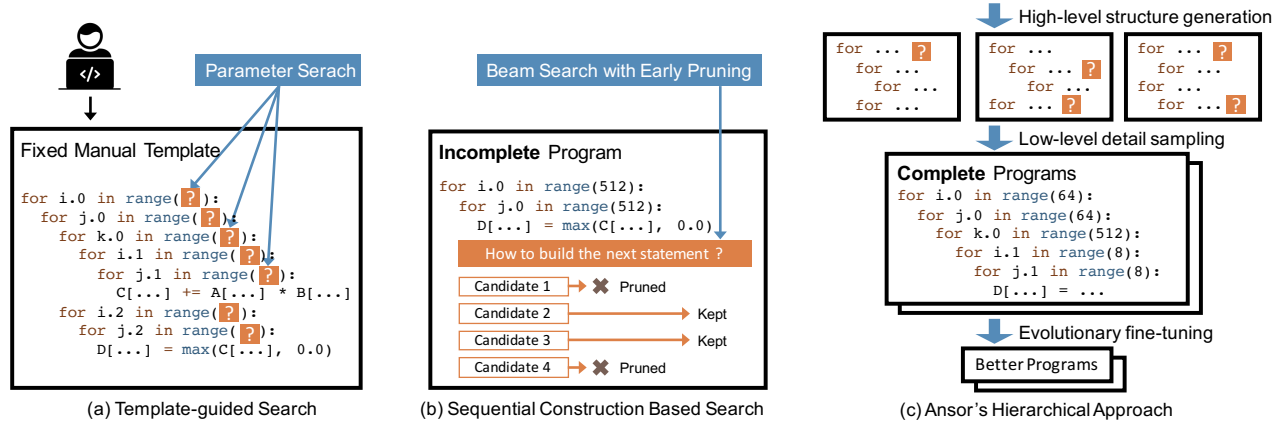 </>
Parameter Serach
Fixed Manual Template
for i.0 in range(?):
for j.0 in range(?):
for k.0 in range(?):
for i.1 in range(?):
for j.1 in range(?):
C[...] += A[...] * B[...]
for i.2 in range(?):
for j.2 in range(?):
D[...] = max(C[...], 0.0)
(a) Template-guided Search
Beam Search with Early Pruning
Incomplete Program
for i.0 in range(512):
for j.0 in range(512):
D[...] = max(C[...], 0.0)
How to build the next statement ?
Candidate 1 Pruned
Candidate 2 Kept
Candidate 3 Kept
Candidate 4 Pruned
(b) Sequential Construction Based Search
High-level structure generation
for ... ?
for ...
for ...
for ...
for ...
for ... ?
for ...
for ... ?
for ... ?
for ...
for ...
for ... ?
Low-level detail sampling
Complete Programs
for i.0 in range(64):
for j.0 in range(64):
for k.0 in range(512):
for i.1 in range(8):
for j.1 in range(8):
D[...] = ...
Evolutionary fine-tuning
Better Programs
(c) Ansor's Hierarchical Approach